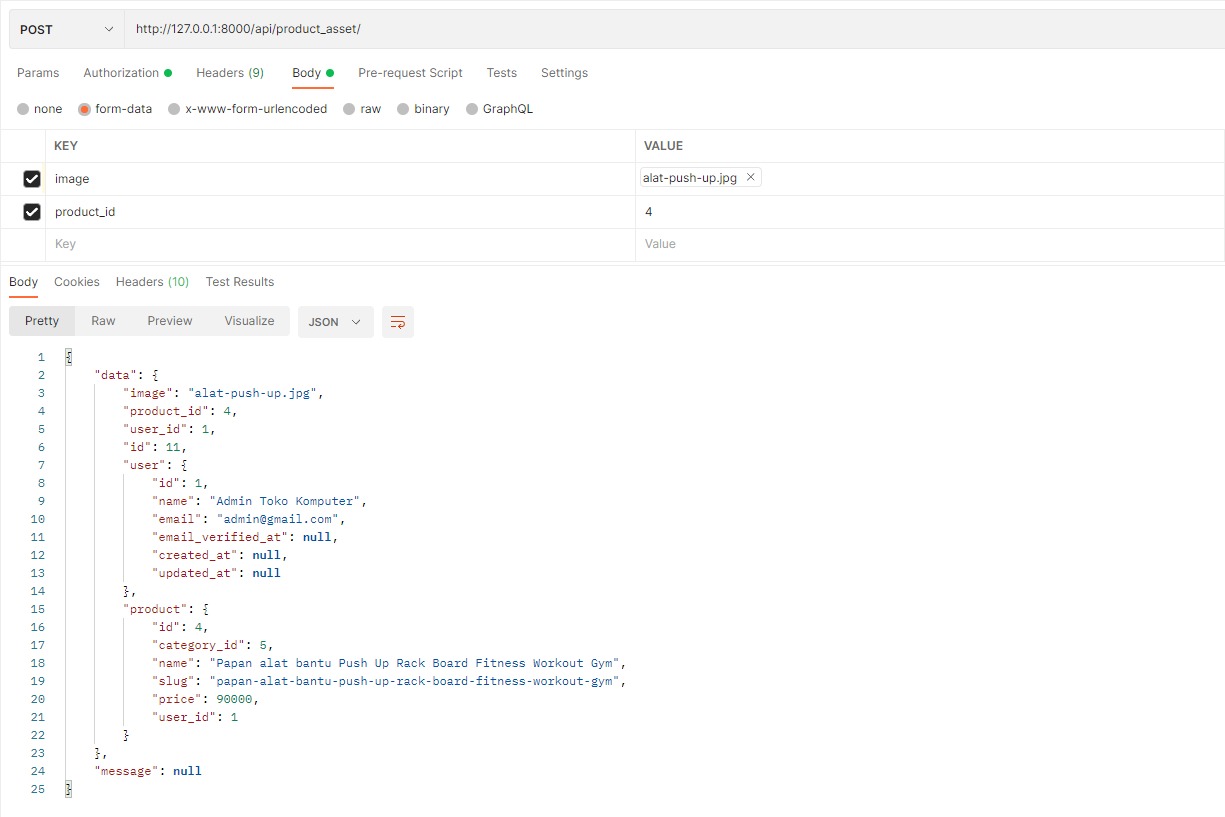 POST http://127.0.0.1:8000/api/product_asset/
Params Authorization Headers (9) Body Pre-request Script Tests Settings
none form-data x-www-form-urlencoded raw binary GraphQL
KEY VALUE
image alat-push-up.jpg ×
product_id 4
Key Value
Body Cookies Headers (10) Test Results
Pretty Raw Preview Visualize JSON
1 {
2 "data": {
3 "image": "alat-push-up.jpg",
4 "product_id": 4,
5 "user_id": 1,
6 "id": 11,
7 "user": {
8 "id": 1,
9 "name": "Admin Toko Komputer",
10 "email": "admin@gmail.com",
11 "email_verified_at": null,
12 "created_at": null,
13 "updated_at": null
14 },
15 "product": {
16 "id": 4,
17 "category_id": 5,
18 "name": "Papan alat bantu Push Up Rack Board Fitness Workout Gym",
19 "slug": "papan-alat-bantu-push-up-rack-board-fitness-workout-gym",
20 "price": 90000,
21 "user_id": 1
22 }
23 },
24 "message": null
25 }